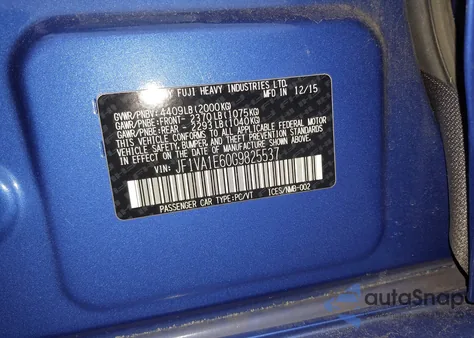 Y FUJI HEAVY INDUSTRIES LTD.
MFD IN 12/15
GVWR/PNBV: 4409LB(2000KG)
GAWR/PNBE:FRONT- 2370LB(1075KG)
GAWR/PNBE:REAR - 2293LB(1040KG)
THIS VEHICLE CONFORMS TO ALL APPLICABLE
FEDERAL MOTOR VEHICLE SAFETY, BUMPER
AND THEFT PREVENTION STANDARDS
IN EFFECT ON THE DATE OF
MANUFACTURE SHOWN ABOVE.
VIN: JF1VA1E60G9825537
PASSENGER CAR TYPE:PC/VT ICES/NMB-002
autaSnap